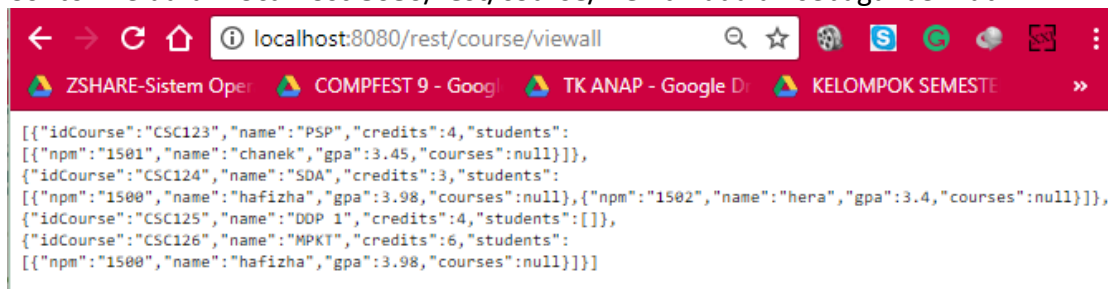 localhost:8080/rest/course/viewall
ZSHARE-Sistem Oper COMPFEST 9 - Googl TK ANAP - Google Dr KELOMPOK SEMESTE »
[{"idCourse":"CSC123","name":"PSP","credits":4,"students":
[{"npm":"1501","name":"chanek","gpa":3.45,"courses":null}]},
{"idCourse":"CSC124","name":"SDA","credits":3,"students":
[{"npm":"1500","name":"hafizha","gpa":3.98,"courses":null},{"npm":"1502","name":"hera","gpa":3.4,"courses":null}]},
{"idCourse":"CSC125","name":"DDP 1","credits":4,"students":[]},
{"idCourse":"CSC126","name":"MPKT","credits":6,"students":
[{"npm":"1500","name":"hafizha","gpa":3.98,"courses":null}]}]